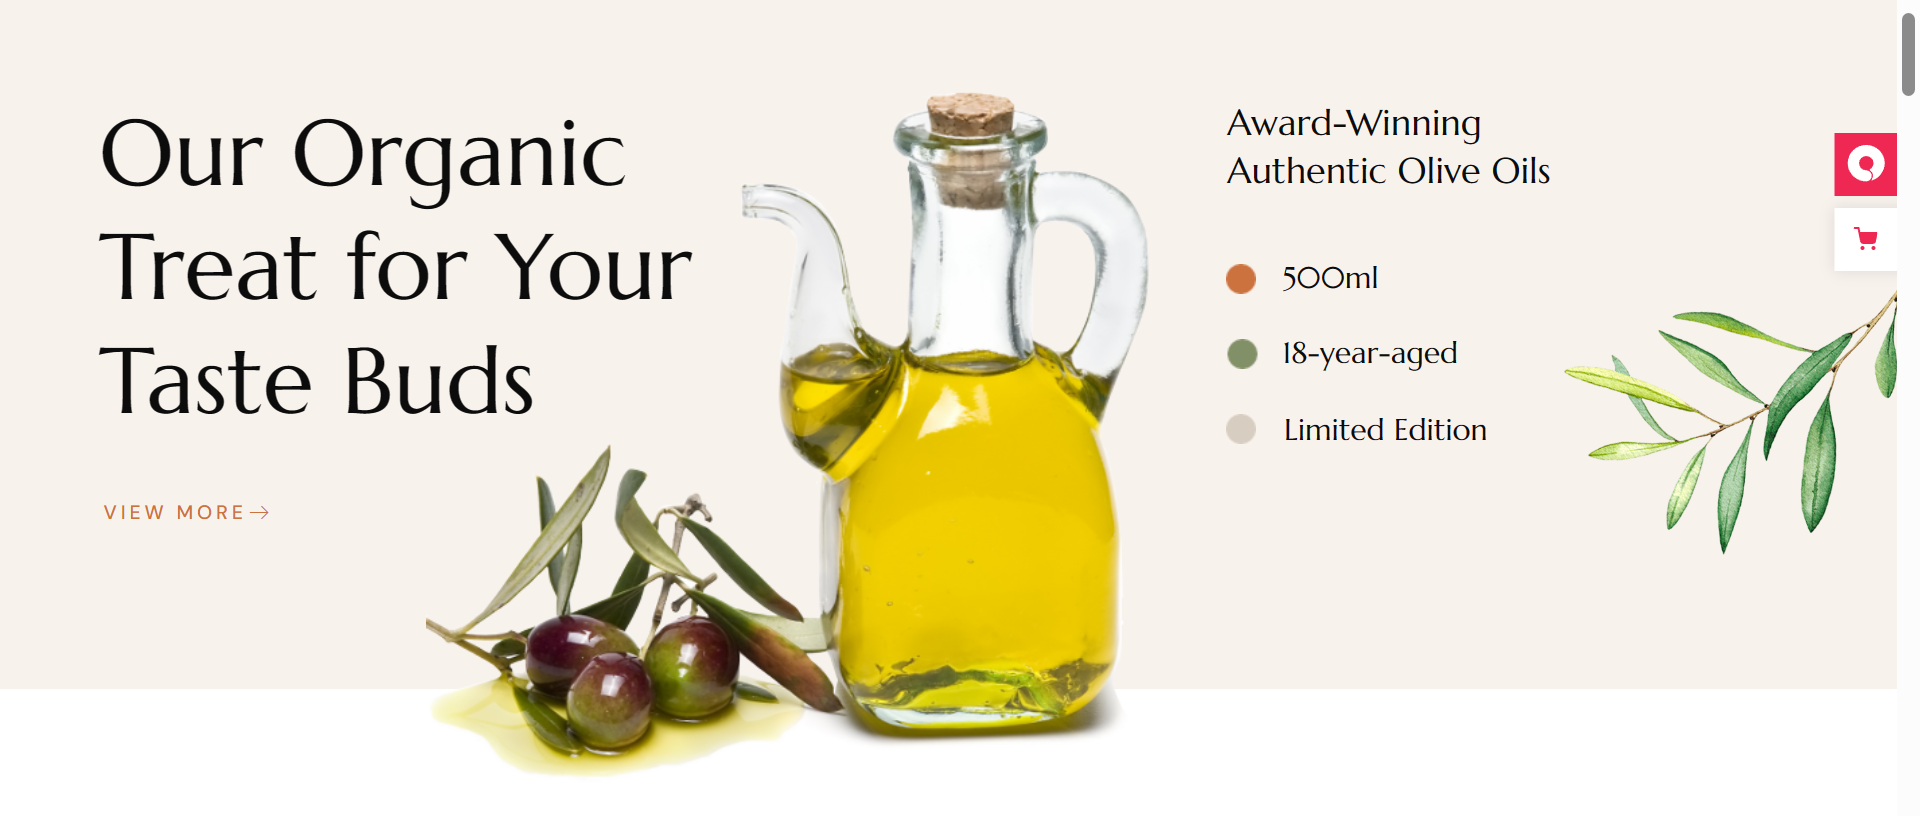 Our Organic
Treat for Your
Taste Buds
VIEW MORE
Award-Winning
Authentic Olive Oils
500ml
18-year-aged
Limited Edition